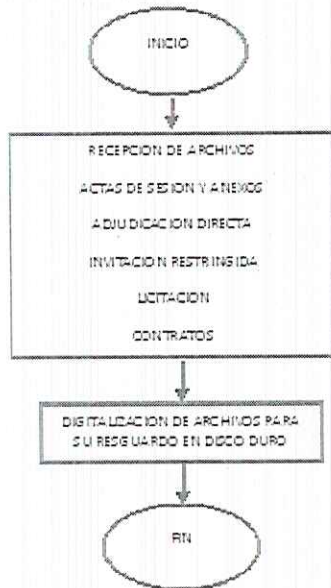 INICIO
RECEPCION DE ARCHIVOS
ACTAS DE SESION Y ANEXOS
ADJUDICACION DIRECTA
INVITACION RESTRINGIDA
LICITACION
CONTRATOS
DIGITALIZACION DE ARCHIVOS PARA
SU RESGUARDO EN DISCO DURO
FIN